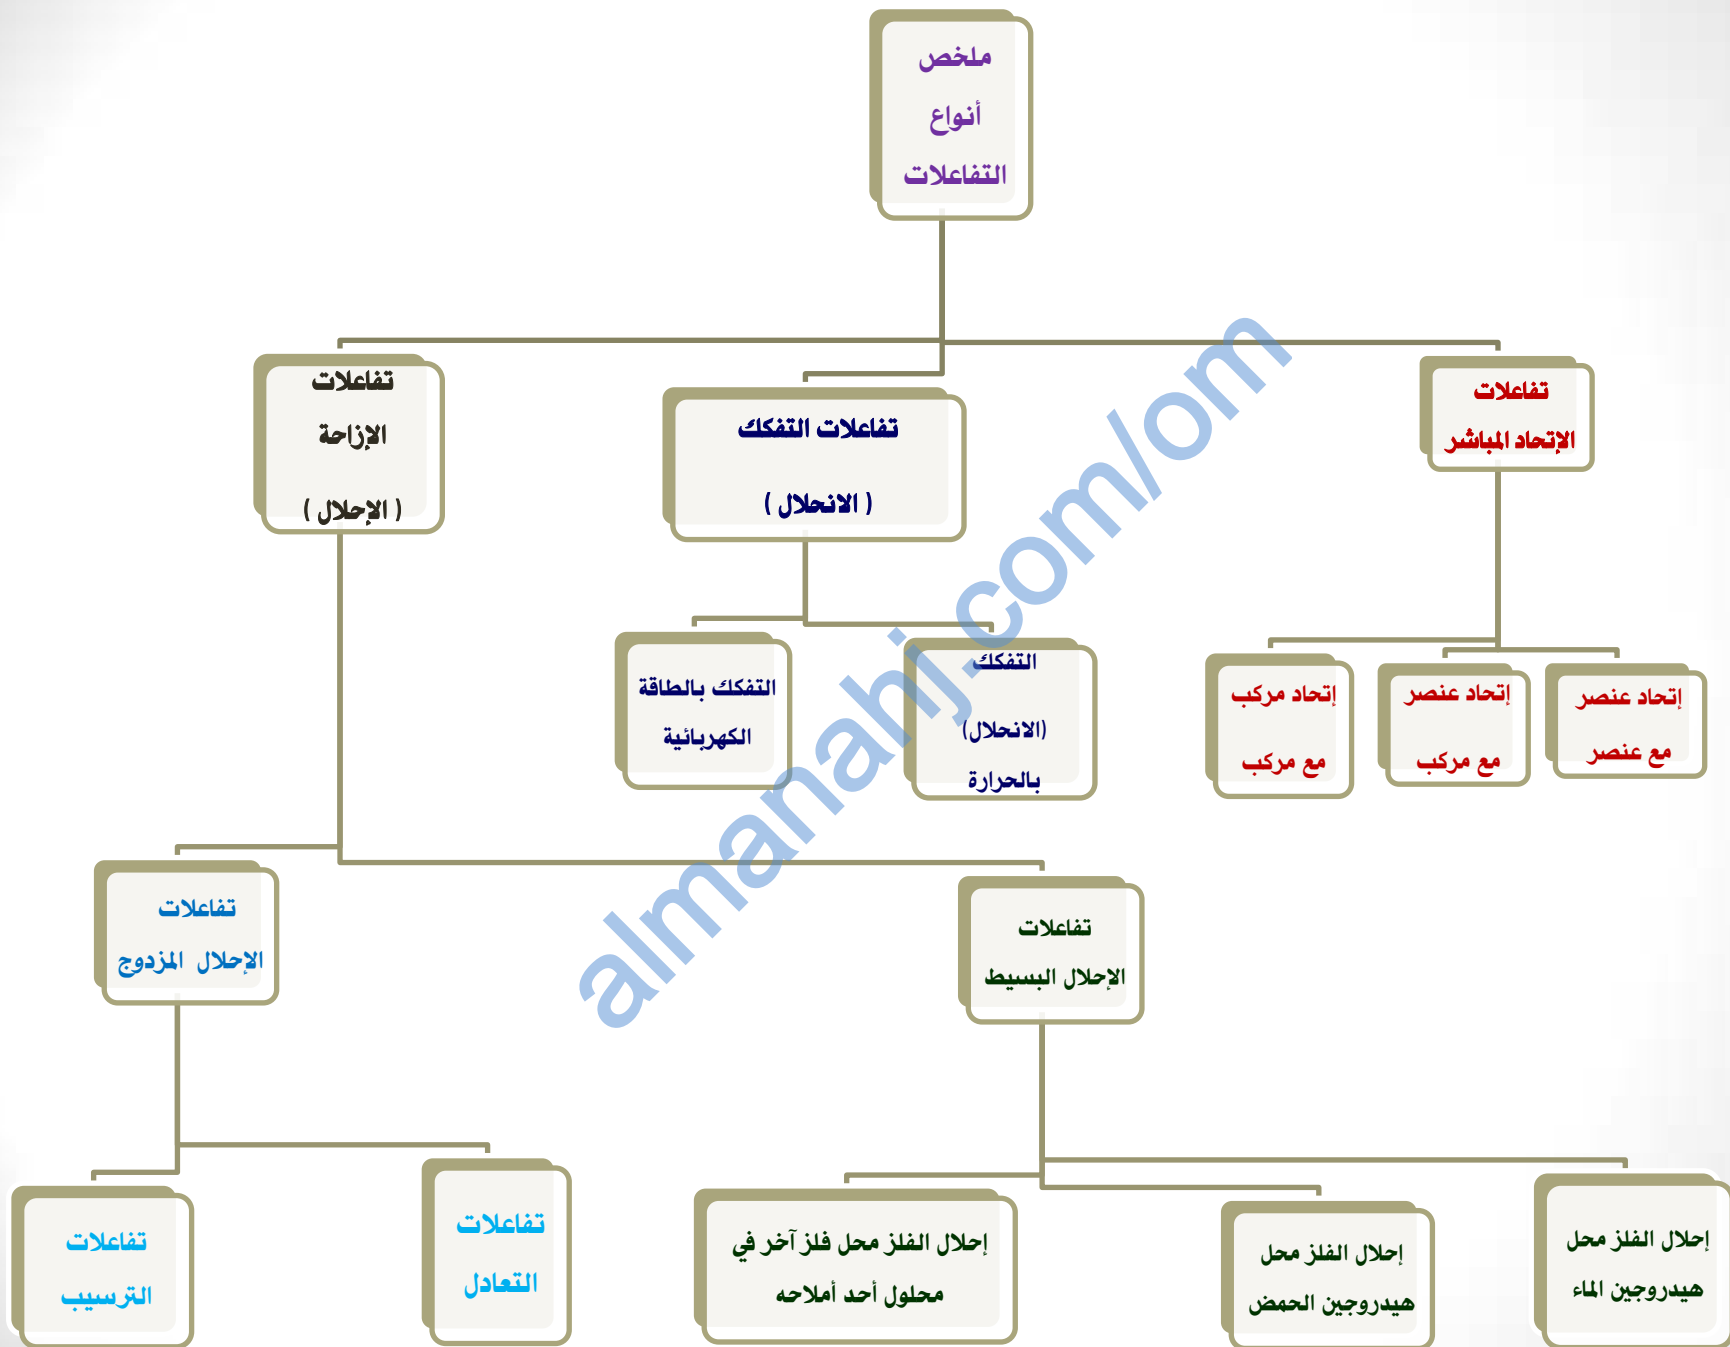 ملخص
أنواع
التفاعلات
تفاعلات
الإتحاد المباشر
تفاعلات التفكك
( الانحلال )
تفاعلات
الإزاحة
( الإحلال )
إتحاد عنصر
مع عنصر
إتحاد عنصر
مع مركب
إتحاد مركب
مع مركب
التفكك
(الانحلال)
بالحرارة
التفكك بالطاقة
الكهربائية
تفاعلات
الإحلال البسيط
تفاعلات
الإحلال المزدوج
إحلال الفلز محل
هيدروجين الماء
إحلال الفلز محل
هيدروجين الحمض
إحلال الفلز محل فلز آخر في
محلول أحد أملاحه
تفاعلات
التعادل
تفاعلات
الترسيب
almanahj.com/om